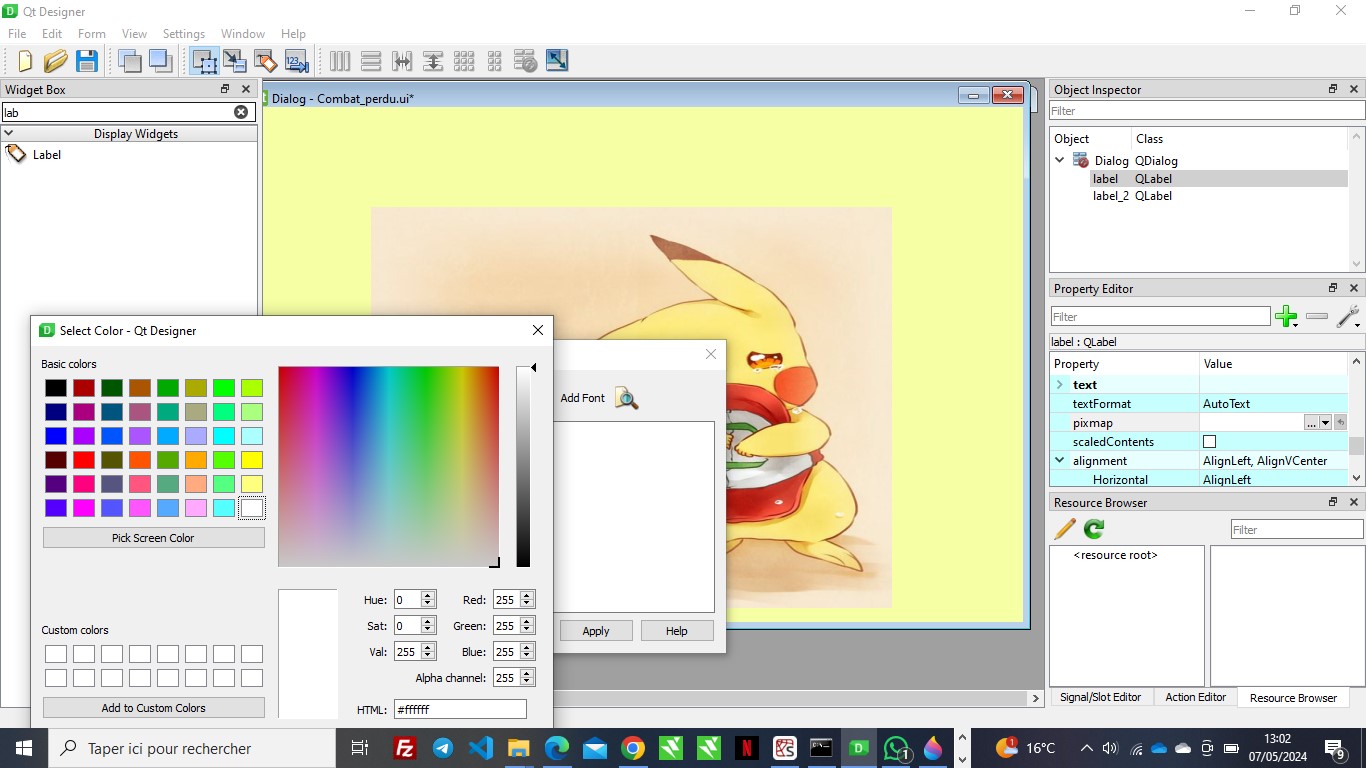 Qt Designer
File Edit Form View Settings Window Help
Widget Box
lab
Display Widgets
Label
Dialog - Combat_perdu.ui*
Object Inspector
Filter
Object Class
Dialog QDialog
label QLabel
label_2 QLabel
Property Editor
Filter
label : QLabel
Property Value
text
textFormat AutoText
pixmap ...
scaledContents
alignment AlignLeft, AlignVCenter
Horizontal AlignLeft
Resource Browser
Filter
<resource root>
Signal/Slot Editor Action Editor Resource Browser
Select Color - Qt Designer
Basic colors
Pick Screen Color
Custom colors
Add to Custom Colors
Hue: 0 Red: 255
Sat: 0 Green: 255
Val: 255 Blue: 255
Alpha channel: 255
HTML: #ffffff
Add Font
Apply Help
Taper ici pour rechercher
16°C
13:02
07/05/2024